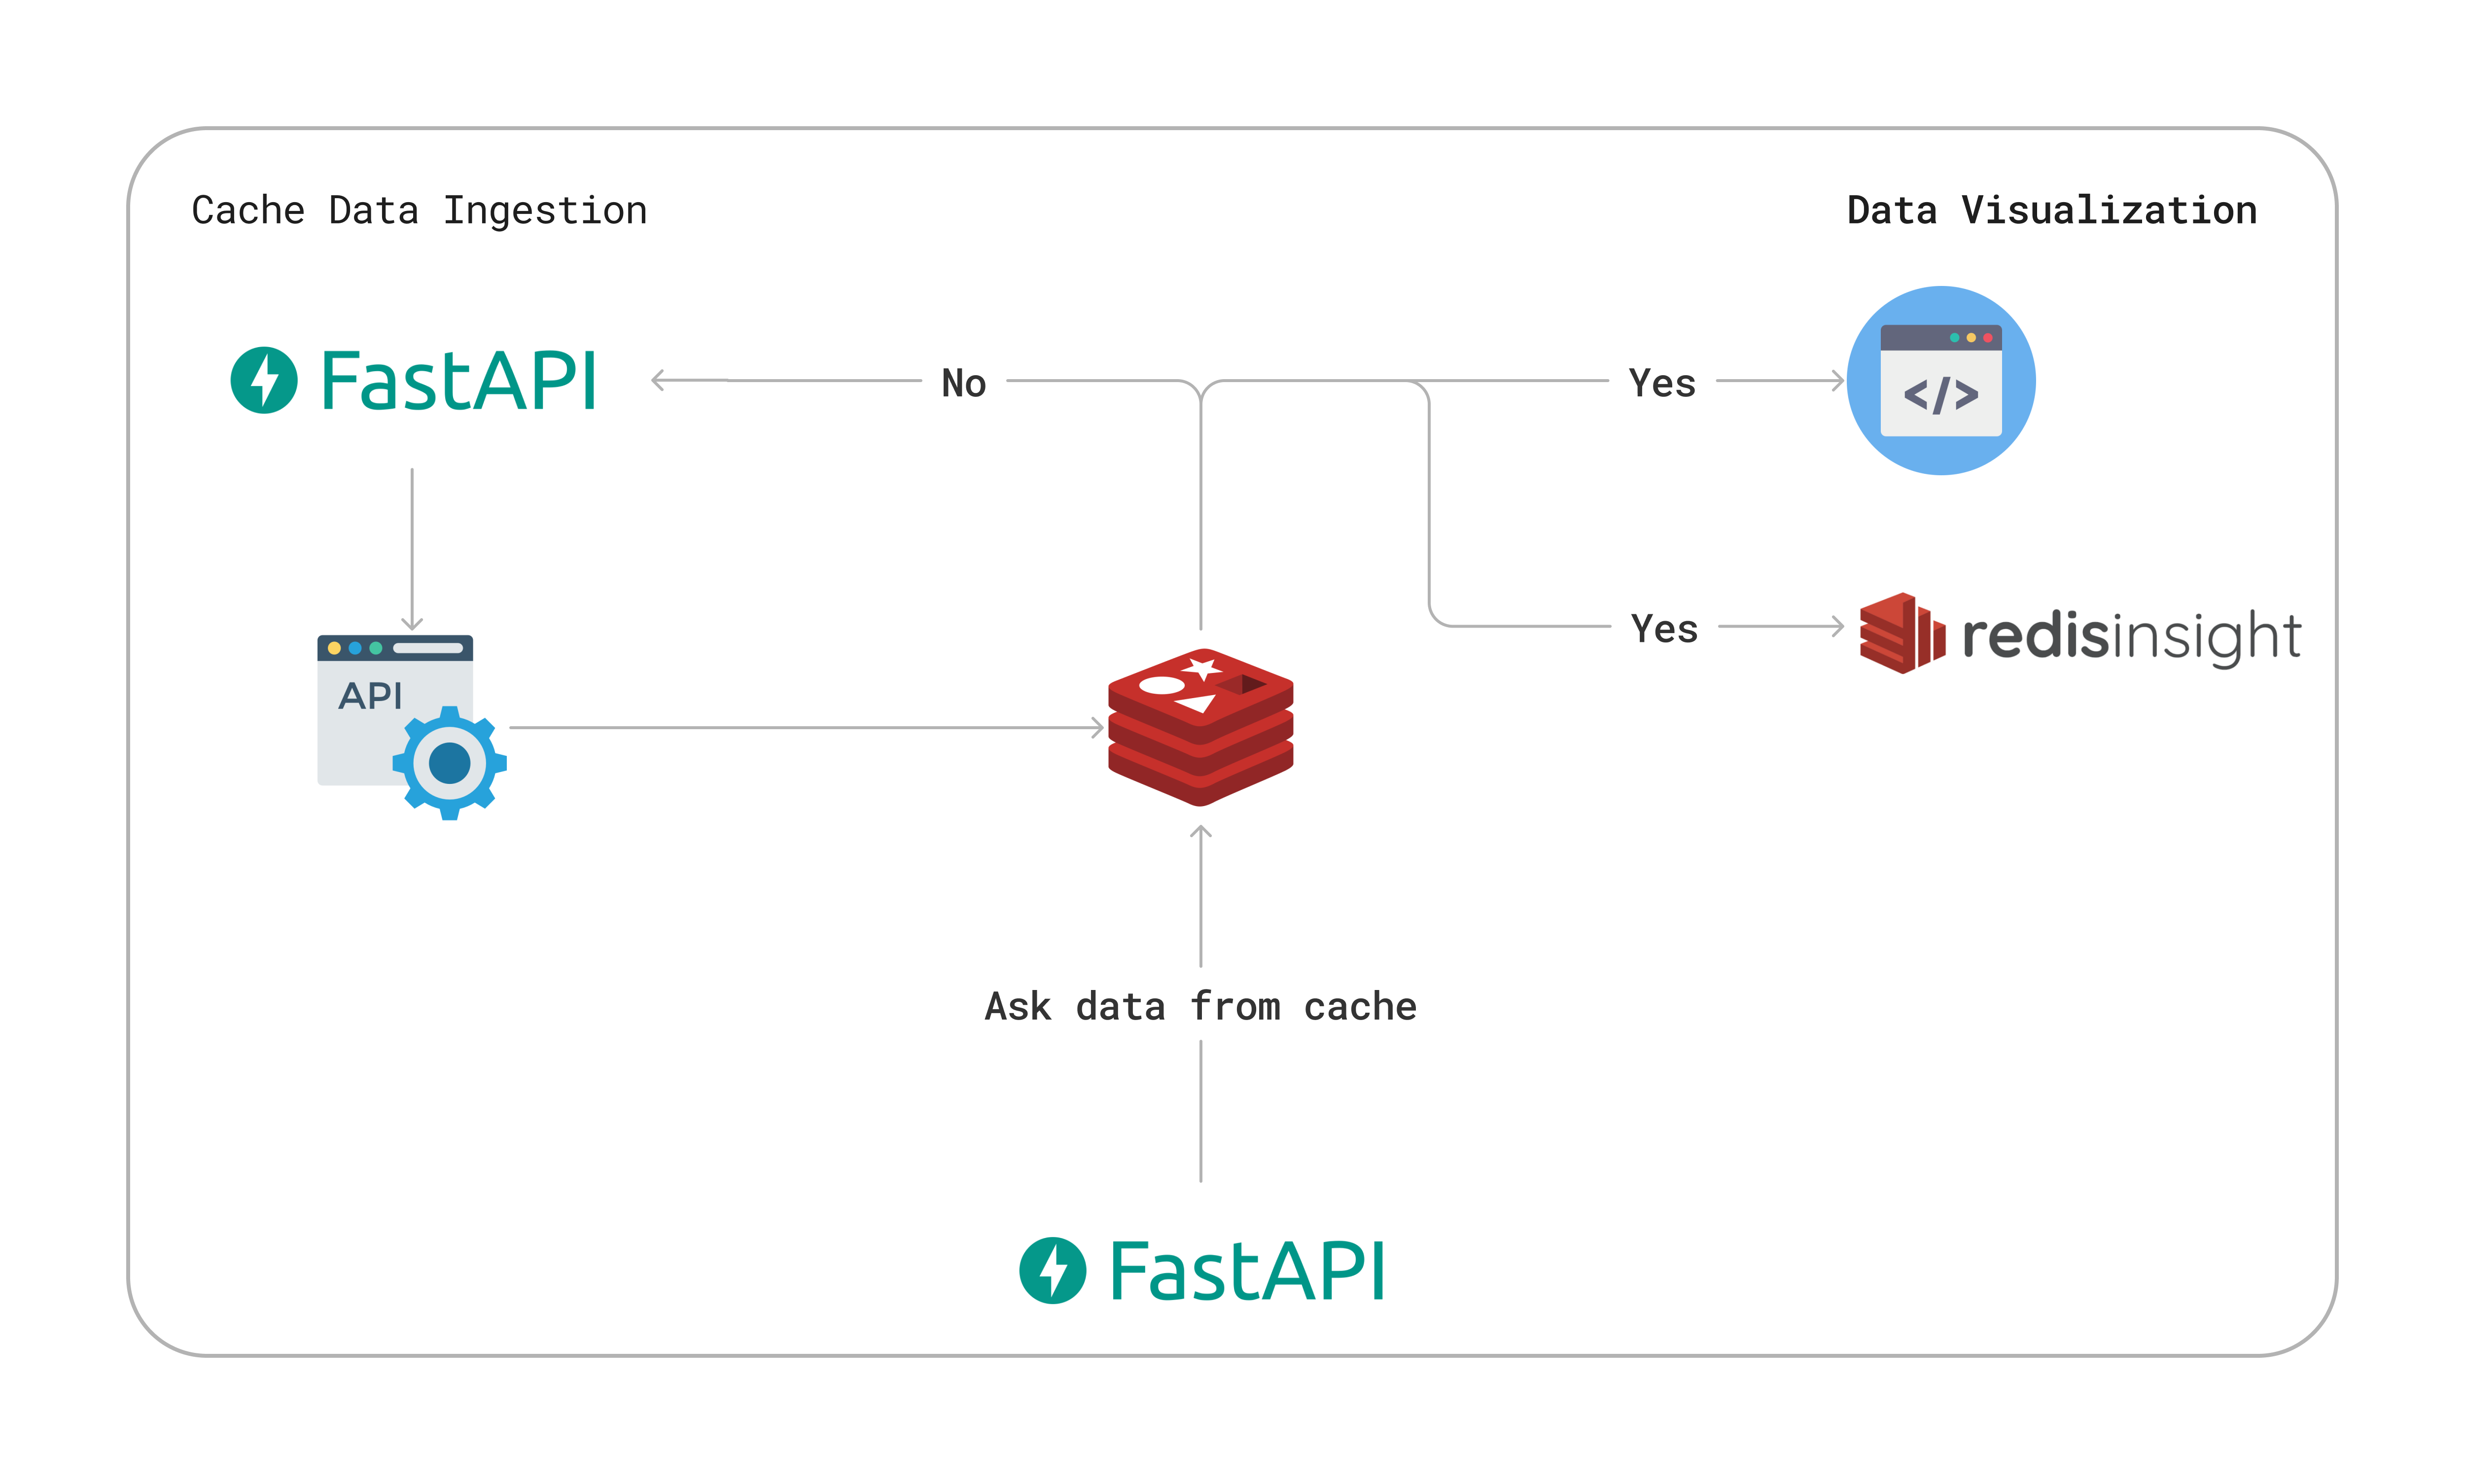 Cache Data Ingestion
Data Visualization
FastAPI
No
Yes
</>
Yes
redisinsight
API
Ask data from cache
FastAPI